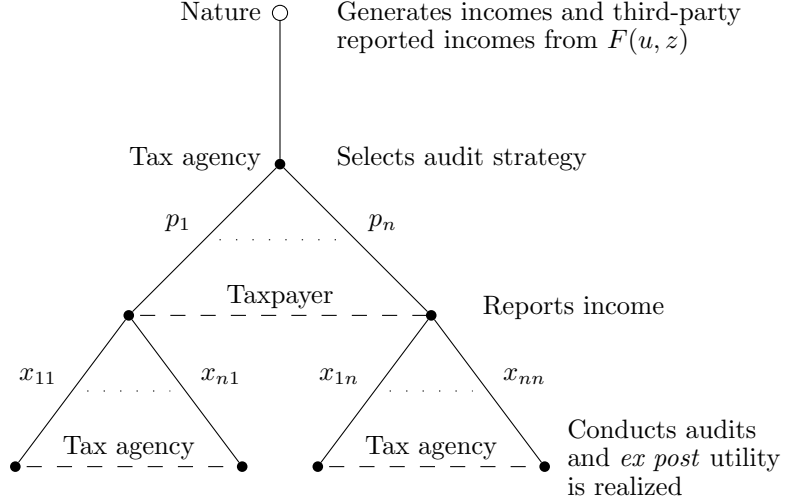 Nature
Generates incomes and third-party
reported incomes from F(u, z)
Tax agency
Selects audit strategy
p1
pn
Taxpayer
Reports income
x11
xn1
x1n
xnn
Tax agency
Tax agency
Conducts audits
and ex post utility
is realized